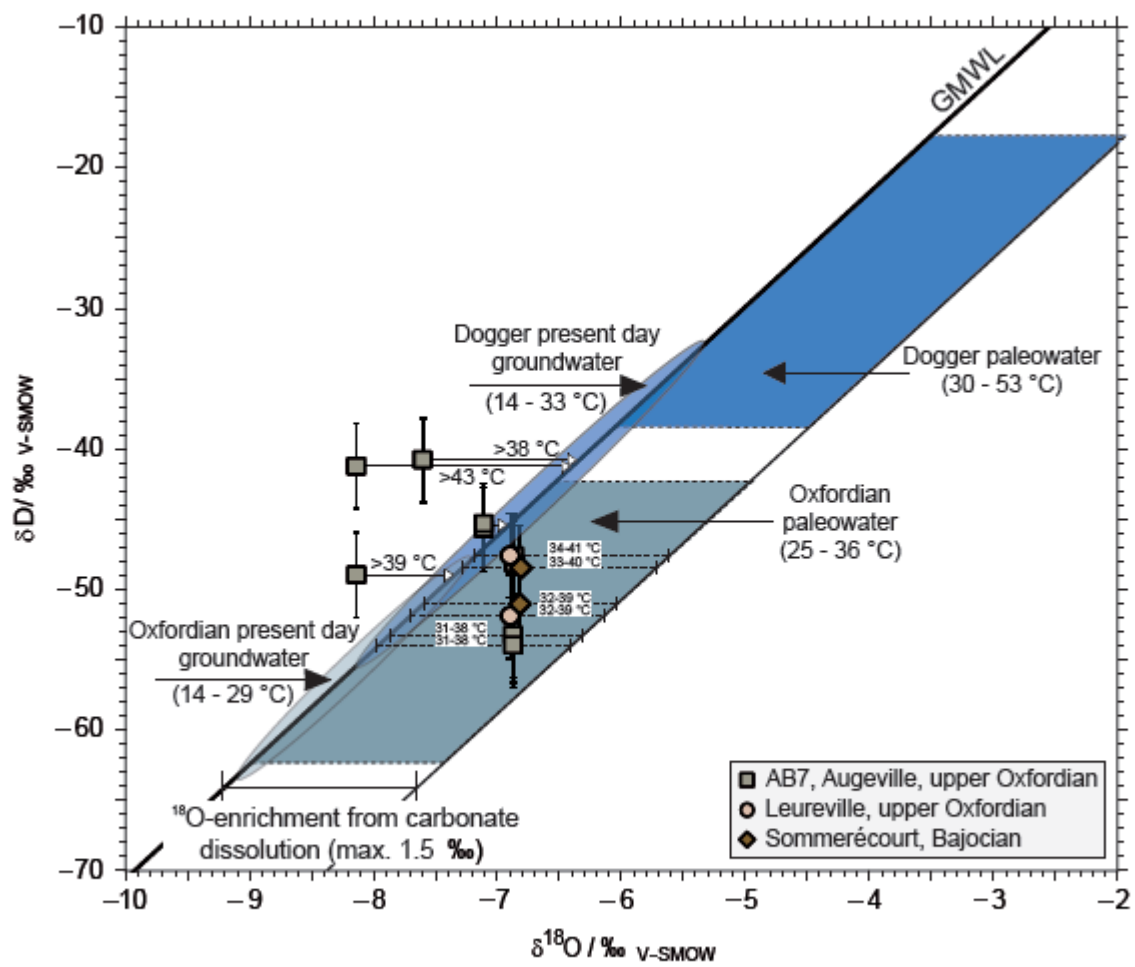 −10
−20
−30
−40
−50
−60
−70
δD/ ‰ V-SMOW
−10
−9
−8
−7
−6
−5
−4
−3
−2
δ¹⁸O / ‰ V-SMOW
GMWL
Dogger present day
groundwater
(14 - 33 °C)
Dogger paleowater
(30 - 53 °C)
>38 °C
>43 °C
Oxfordian
paleowater
(25 - 36 °C)
>39 °C
34-41 °C
33-40 °C
32-39 °C
32-39 °C
31-38 °C
31-38 °C
Oxfordian present day
groundwater
(14 - 29 °C)
¹⁸O-enrichment from carbonate
dissolution (max. 1.5 ‰)
AB7, Augeville, upper Oxfordian
Leureville, upper Oxfordian
Sommerécourt, Bajocian